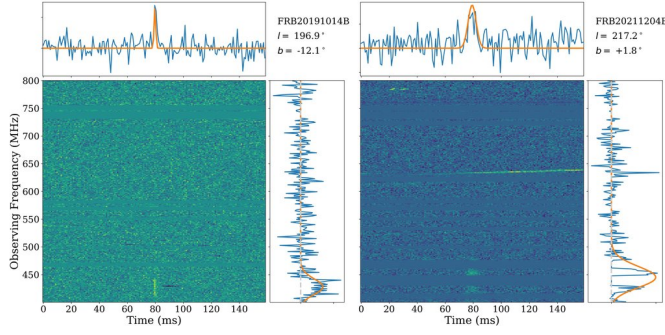 FRB20191014B
l = 196.9°
b = -12.1°
FRB20211204B
l = 217.2°
b = +1.8°
Observing Frequency (MHz)
800
750
700
650
600
550
500
450
0 20 40 60 80 100 120 140
Time (ms)
0 20 40 60 80 100 120 140
Time (ms)